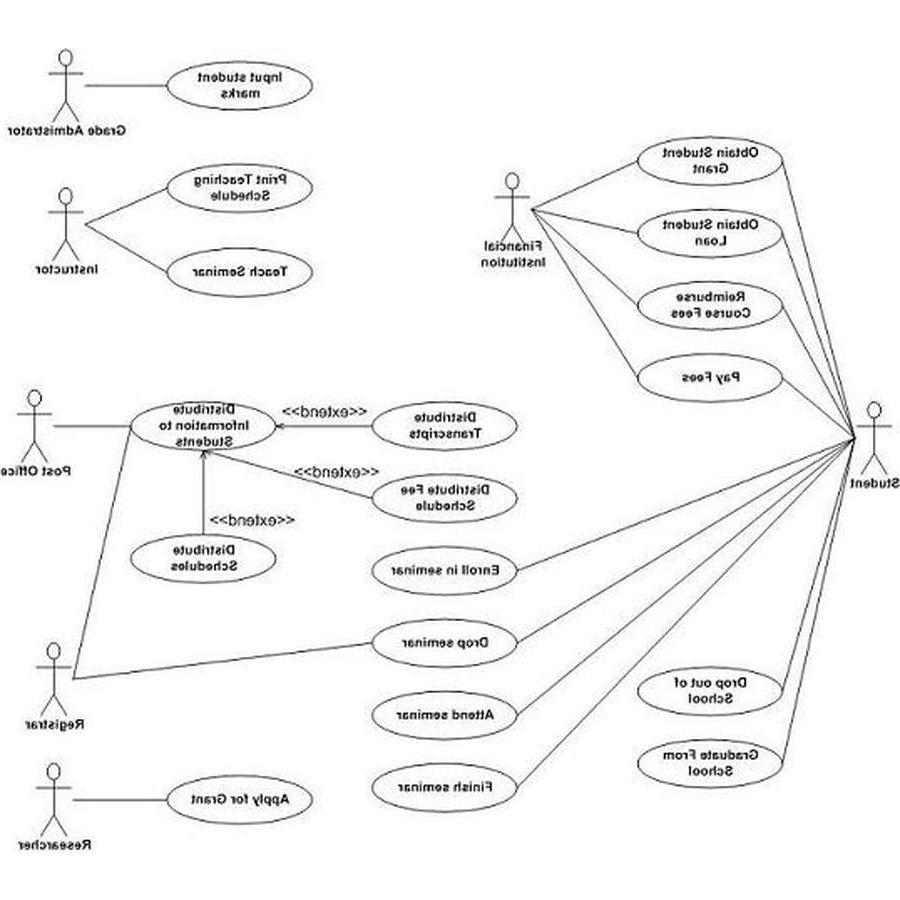 Input student
marks
Grade Admistrator
Obtain Student
Grant
Print Teaching
Schedule
Obtain Student
Loan
Financial
Institution
Instructor
Teach Seminar
Reimburse
Course Fees
Pay Fees
Distribute
Information to
Students
<<extend>>
Distribute
Transcripts
Post Office
<<extend>>
Student
Distribute Fee
Schedule
<<extend>>
Distribute
Schedules
Enroll in seminar
Drop seminar
Drop out of
School
Registrar
Attend seminar
Graduate From
School
Finish seminar
Apply for Grant
Researcher